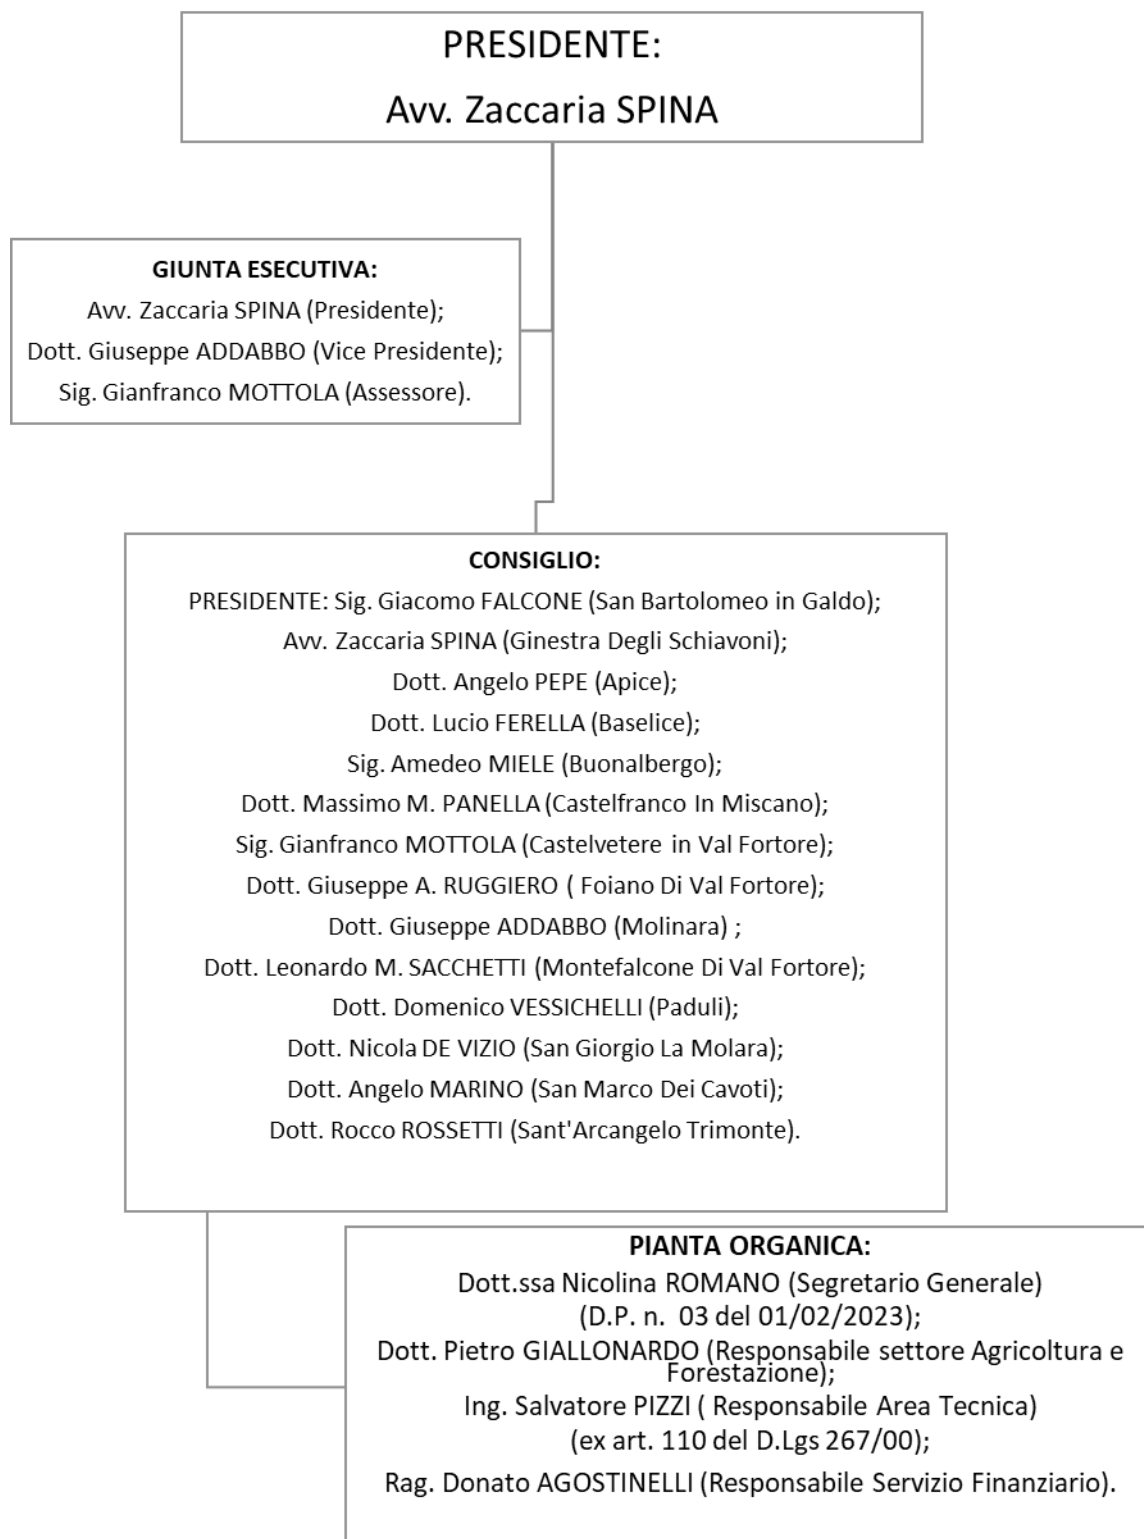 PRESIDENTE:
Avv. Zaccaria SPINA
GIUNTA ESECUTIVA:
Avv. Zaccaria SPINA (Presidente);
Dott. Giuseppe ADDABBO (Vice Presidente);
Sig. Gianfranco MOTTOLA (Assessore).
CONSIGLIO:
PRESIDENTE: Sig. Giacomo FALCONE (San Bartolomeo in Galdo);
Avv. Zaccaria SPINA (Ginestra Degli Schiavoni);
Dott. Angelo PEPE (Apice);
Dott. Lucio FERELLA (Baselice);
Sig. Amedeo MIELE (Buonalbergo);
Dott. Massimo M. PANELLA (Castelfranco In Miscano);
Sig. Gianfranco MOTTOLA (Castelvetere in Val Fortore);
Dott. Giuseppe A. RUGGIERO ( Foiano Di Val Fortore);
Dott. Giuseppe ADDABBO (Molinara) ;
Dott. Leonardo M. SACCHETTI (Montefalcone Di Val Fortore);
Dott. Domenico VESSICHELLI (Paduli);
Dott. Nicola DE VIZIO (San Giorgio La Molara);
Dott. Angelo MARINO (San Marco Dei Cavoti);
Dott. Rocco ROSSETTI (Sant'Arcangelo Trimonte).
PIANTA ORGANICA:
Dott.ssa Nicolina ROMANO (Segretario Generale)
(D.P. n. 03 del 01/02/2023);
Dott. Pietro GIALLONARDO (Responsabile settore Agricoltura e
Forestazione);
Ing. Salvatore PIZZI ( Responsabile Area Tecnica)
(ex art. 110 del D.Lgs 267/00);
Rag. Donato AGOSTINELLI (Responsabile Servizio Finanziario).